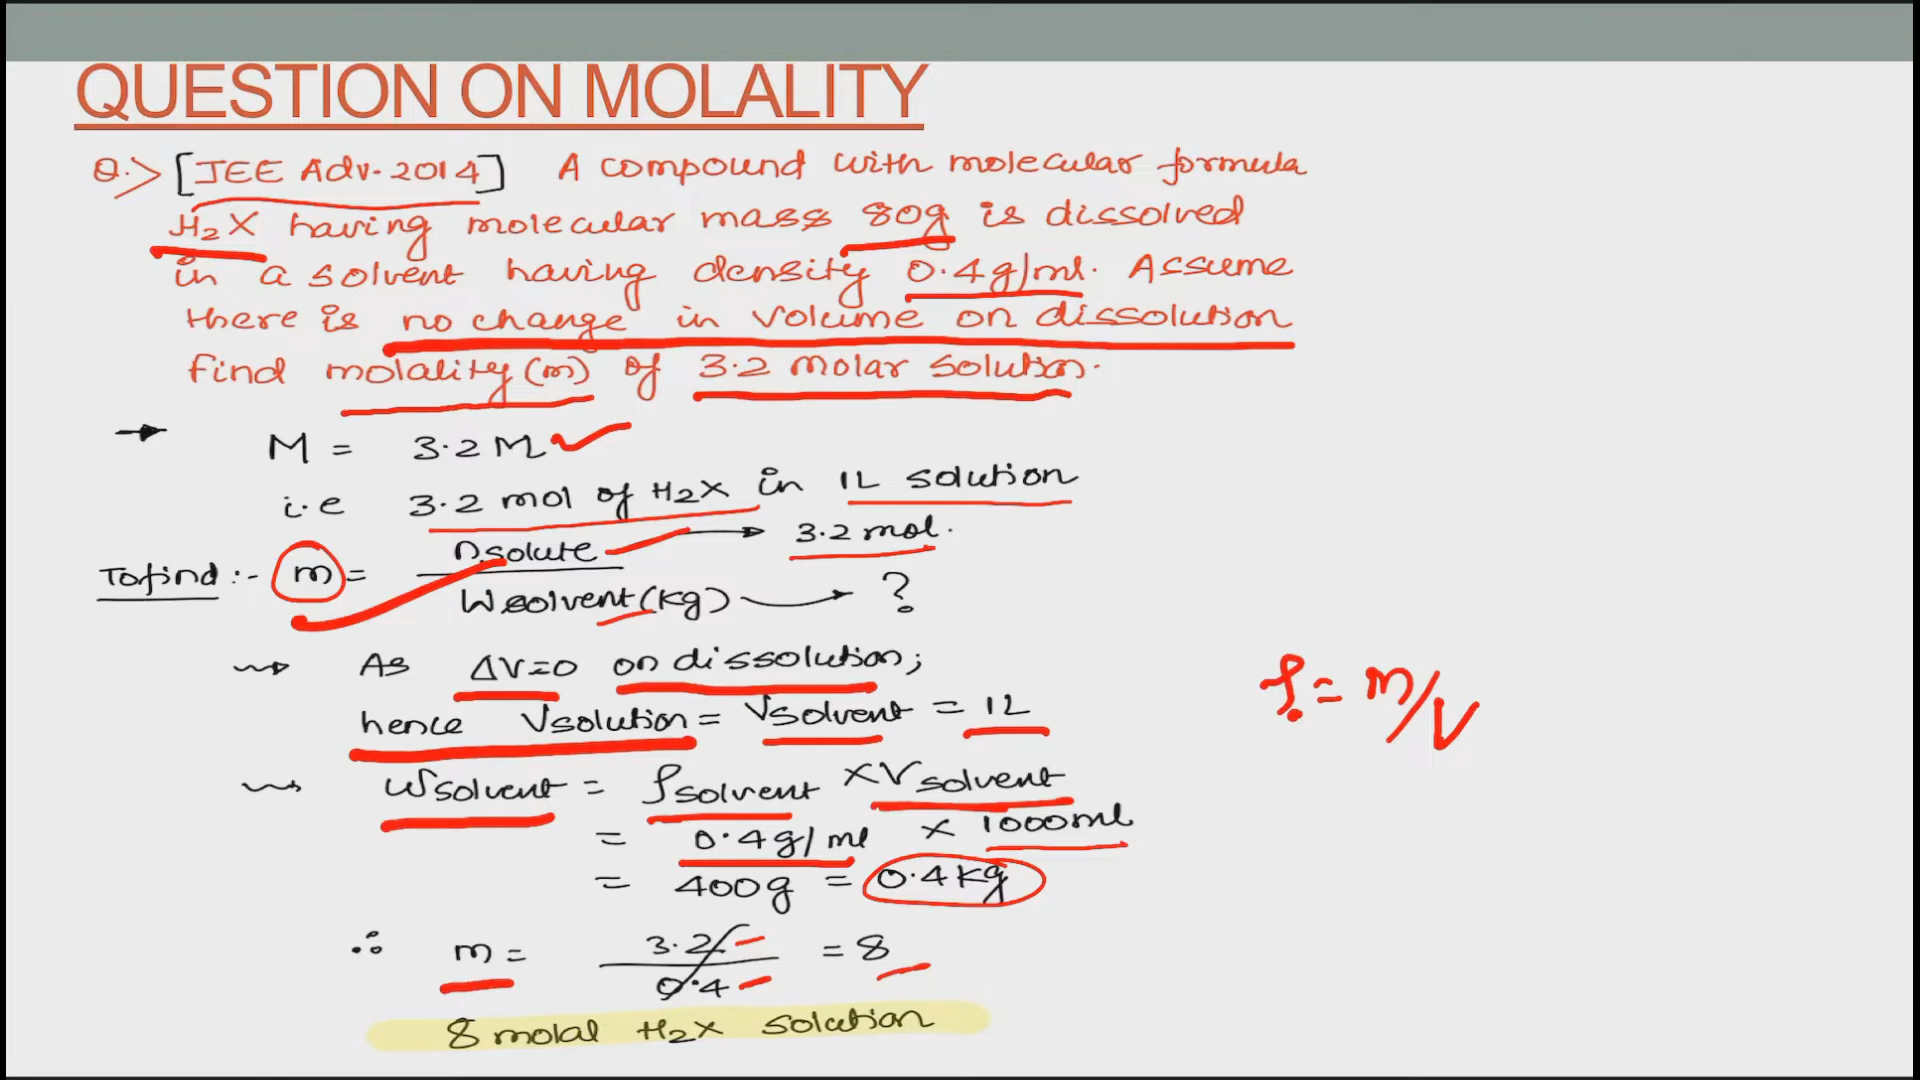 QUESTION ON MOLALITY
Q.> [JEE Adv. 2014] A compound with molecular formula
H₂X having molecular mass 80g is dissolved
in a solvent having density 0.4g/ml. Assume
there is no change in volume on dissolution
find molality (m) of 3.2 molar solution.
→ M = 3.2 M ✓
i.e 3.2 mol of H₂X in 1L solution
To find :- m = nsolute / Wsolvent (kg)
→ 3.2 mol.
→ ?
As ΔV=0 on dissolution;
hence Vsolution = Vsolvent = 1L
ρ = m/V
Wsolvent = ρsolvent × Vsolvent
= 0.4g/ml × 1000ml
= 400g = 0.4kg
∴ m = 3.2 / 0.4 = 8
8 molal H₂X solution